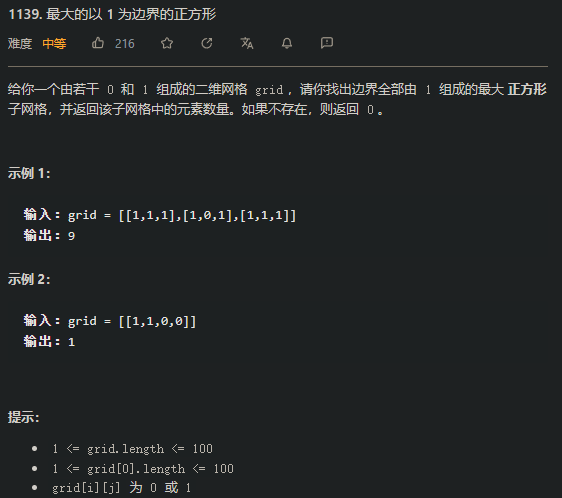 1139. 最大的以 1 为边界的正方形
难度 中等 216
给你一个由若干 0 和 1 组成的二维网格 grid，请你找出边界全部由 1 组成的最大 正方形
子网格，并返回该子网格中的元素数量。如果不存在，则返回 0。
示例 1：
输入：grid = [[1,1,1],[1,0,1],[1,1,1]]
输出：9
示例 2：
输入：grid = [[1,1,0,0]]
输出：1
提示：
1 <= grid.length <= 100
1 <= grid[0].length <= 100
grid[i][j] 为 0 或 1